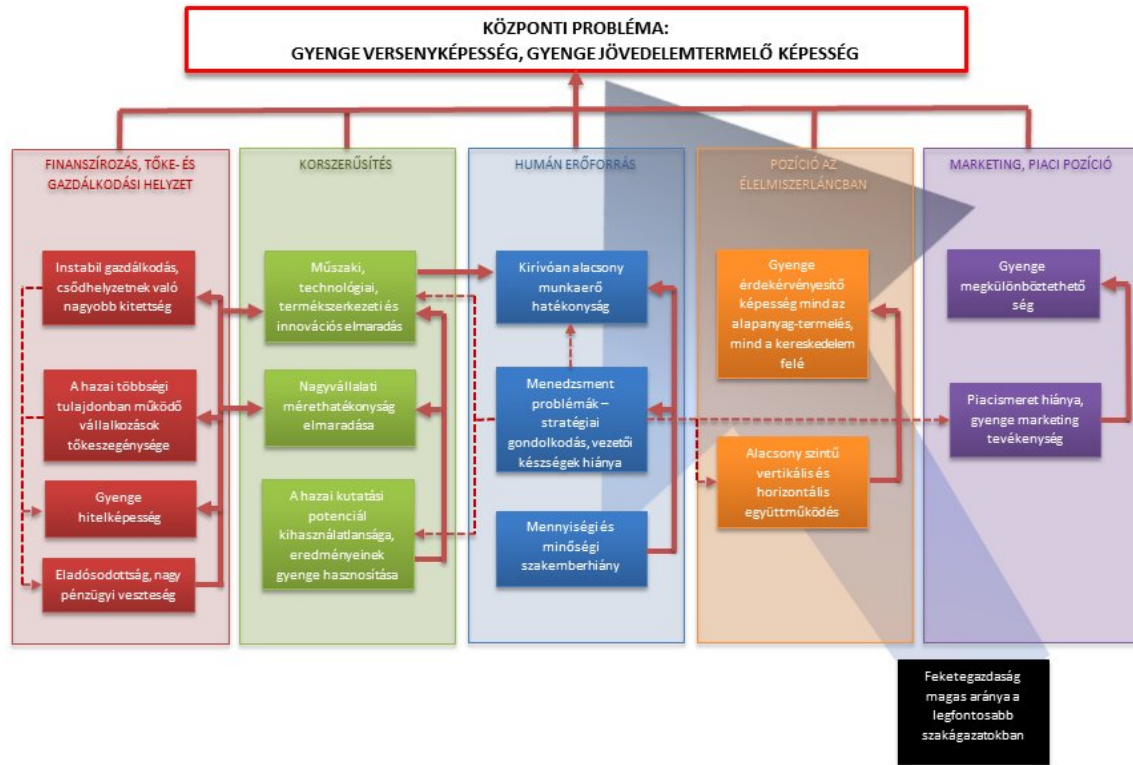 KÖZPONTI PROBLÉMA:
GYENGE VERSENYKÉPESSÉG, GYENGE JÖVEDELEMTERMELŐ KÉPESSÉG
FINANSZÍROZÁS, TŐKE- ÉS
GAZDÁLKODÁSI HELYZET
Instabil gazdálkodás,
csődhelyzetnek való
nagyobb kitettség
A hazai többségi
tulajdonban működő
vállalkozások
tőkeszegénysége
Gyenge
hitelképesség
Eladósodottság, nagy
pénzügyi veszteség
KORSZERŰSÍTÉS
Műszaki,
technológiai,
termékszerkezeti és
innovációs elmaradás
Nagyvállalati
mérethatékonyság
elmaradása
A hazai kutatási
potenciál
kihasználatlansága,
eredményeinek
gyenge hasznosítása
HUMÁN ERŐFORRÁS
Kirívóan alacsony
munkaerő
hatékonyság
Menedzsment
problémák –
stratégiai
gondolkodás, vezetői
készségek hiánya
Mennyiségi és
minőségi
szakemberhiány
POZÍCIÓ AZ
ÉLELMISZERLÁNCBAN
Gyenge
érdekérvényesítő
képesség mind az
alapanyag-termelés,
mind a kereskedelem
felé
Alacsony szintű
vertikális és
horizontális
együttműködés
MARKETING, PIACI POZÍCIÓ
Gyenge
megkülönböztethető
ség
Piacismeret hiánya,
gyenge marketing
tevékenység
Feketegazdaság
magas aránya a
legfontosabb
szakágazatokban